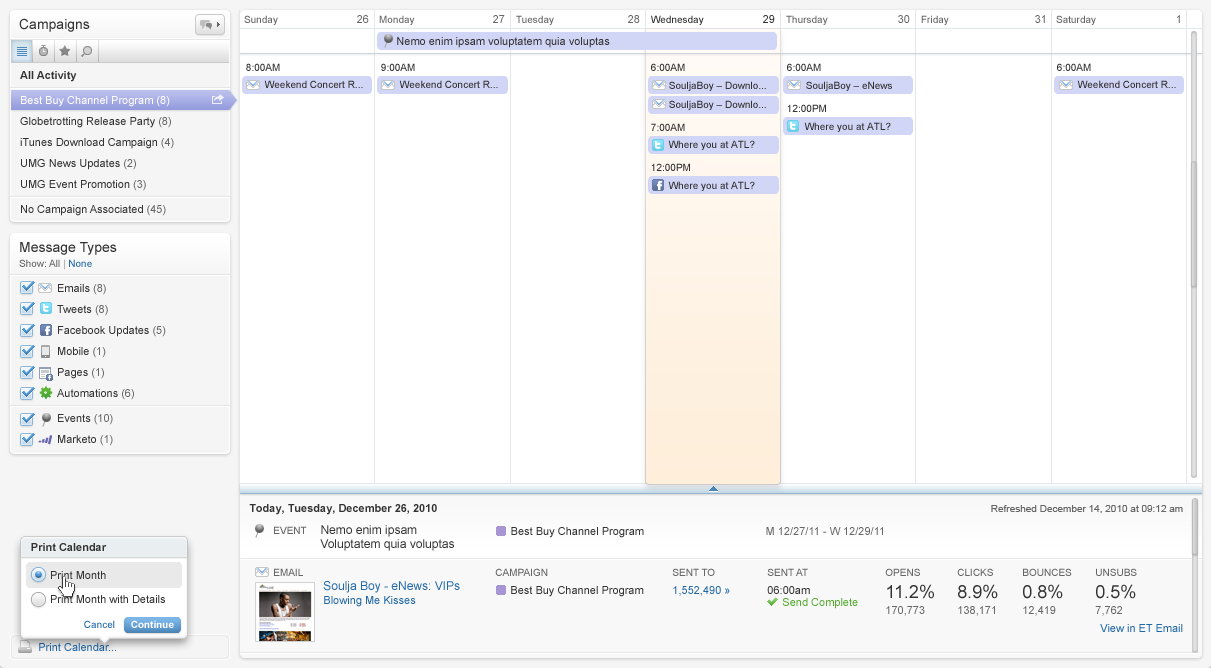 Campaigns
All Activity
Best Buy Channel Program (8)
Globetrotting Release Party (8)
iTunes Download Campaign (4)
UMG News Updates (2)
UMG Event Promotion (3)
No Campaign Associated (45)
Message Types
Show: All | None
Emails (8)
Tweets (8)
Facebook Updates (5)
Mobile (1)
Pages (1)
Automations (6)
Events (10)
Marketo (1)
Print Calendar
Print Month
Print Month with Details
Cancel Continue
Print Calendar...
Sunday 26 Monday 27 Tuesday 28 Wednesday 29 Thursday 30 Friday 31 Saturday 1
Nemo enim ipsam voluptatem quia voluptas
8:00AM
Weekend Concert R...
9:00AM
Weekend Concert R...
6:00AM
SouljaBoy – Downlo...
SouljaBoy – Downlo...
7:00AM
Where you at ATL?
12:00PM
Where you at ATL?
6:00AM
SouljaBoy – eNews
12:00PM
Where you at ATL?
6:00AM
Weekend Concert R...
Today, Tuesday, December 26, 2010 Refreshed December 14, 2010 at 09:12 am
EVENT Nemo enim ipsam Best Buy Channel Program M 12/27/11 - W 12/29/11
Voluptatem quia voluptas
EMAIL CAMPAIGN SENT TO SENT AT OPENS CLICKS BOUNCES UNSUBS
Soulja Boy - eNews: VIPs Best Buy Channel Program 1,552,490 » 06:00am 11.2% 8.9% 0.8% 0.5%
Blowing Me Kisses Send Complete 170,773 138,171 12,419 7,762
View in ET Email